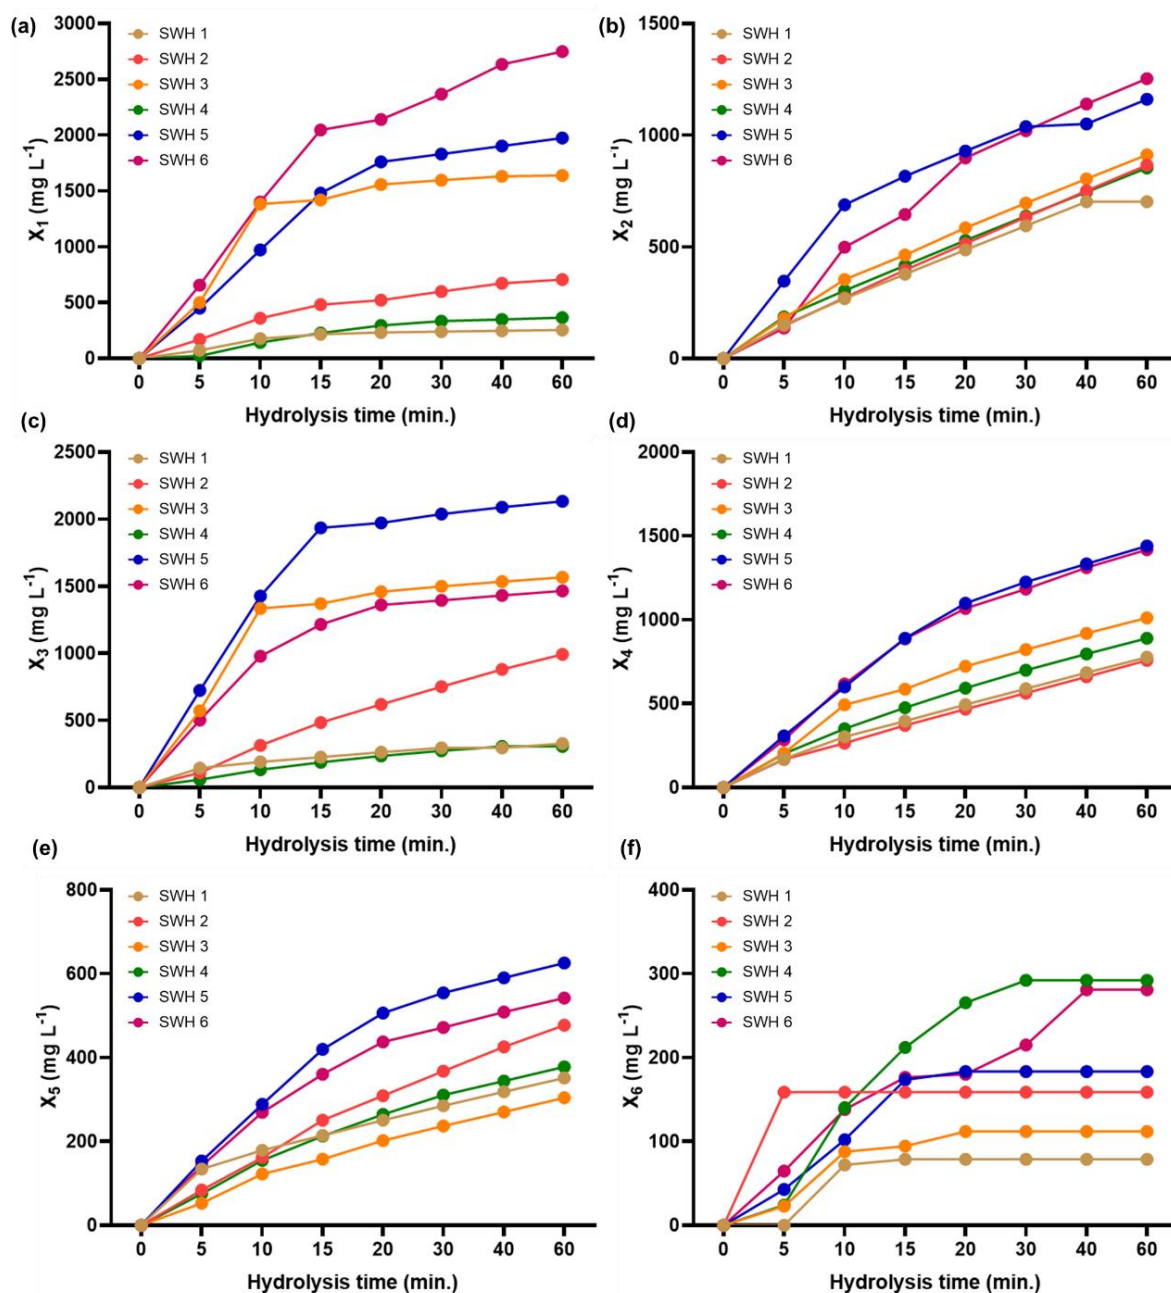 (a)
3000
2500
2000
1500
1000
500
0
X1 (mg L-1)
SWH 1
SWH 2
SWH 3
SWH 4
SWH 5
SWH 6
0 5 10 15 20 30 40 60
Hydrolysis time (min.)
(b)
1500
1000
500
0
X2 (mg L-1)
SWH 1
SWH 2
SWH 3
SWH 4
SWH 5
SWH 6
0 5 10 15 20 30 40 60
Hydrolysis time (min.)
(c)
2500
2000
1500
1000
500
0
X3 (mg L-1)
SWH 1
SWH 2
SWH 3
SWH 4
SWH 5
SWH 6
0 5 10 15 20 30 40 60
Hydrolysis time (min.)
(d)
2000
1500
1000
500
0
X4 (mg L-1)
SWH 1
SWH 2
SWH 3
SWH 4
SWH 5
SWH 6
0 5 10 15 20 30 40 60
Hydrolysis time (min.)
(e)
800
600
400
200
0
X5 (mg L-1)
SWH 1
SWH 2
SWH 3
SWH 4
SWH 5
SWH 6
0 5 10 15 20 30 40 60
Hydrolysis time (min.)
(f)
400
300
200
100
0
X6 (mg L-1)
SWH 1
SWH 2
SWH 3
SWH 4
SWH 5
SWH 6
0 5 10 15 20 30 40 60
Hydrolysis time (min.)